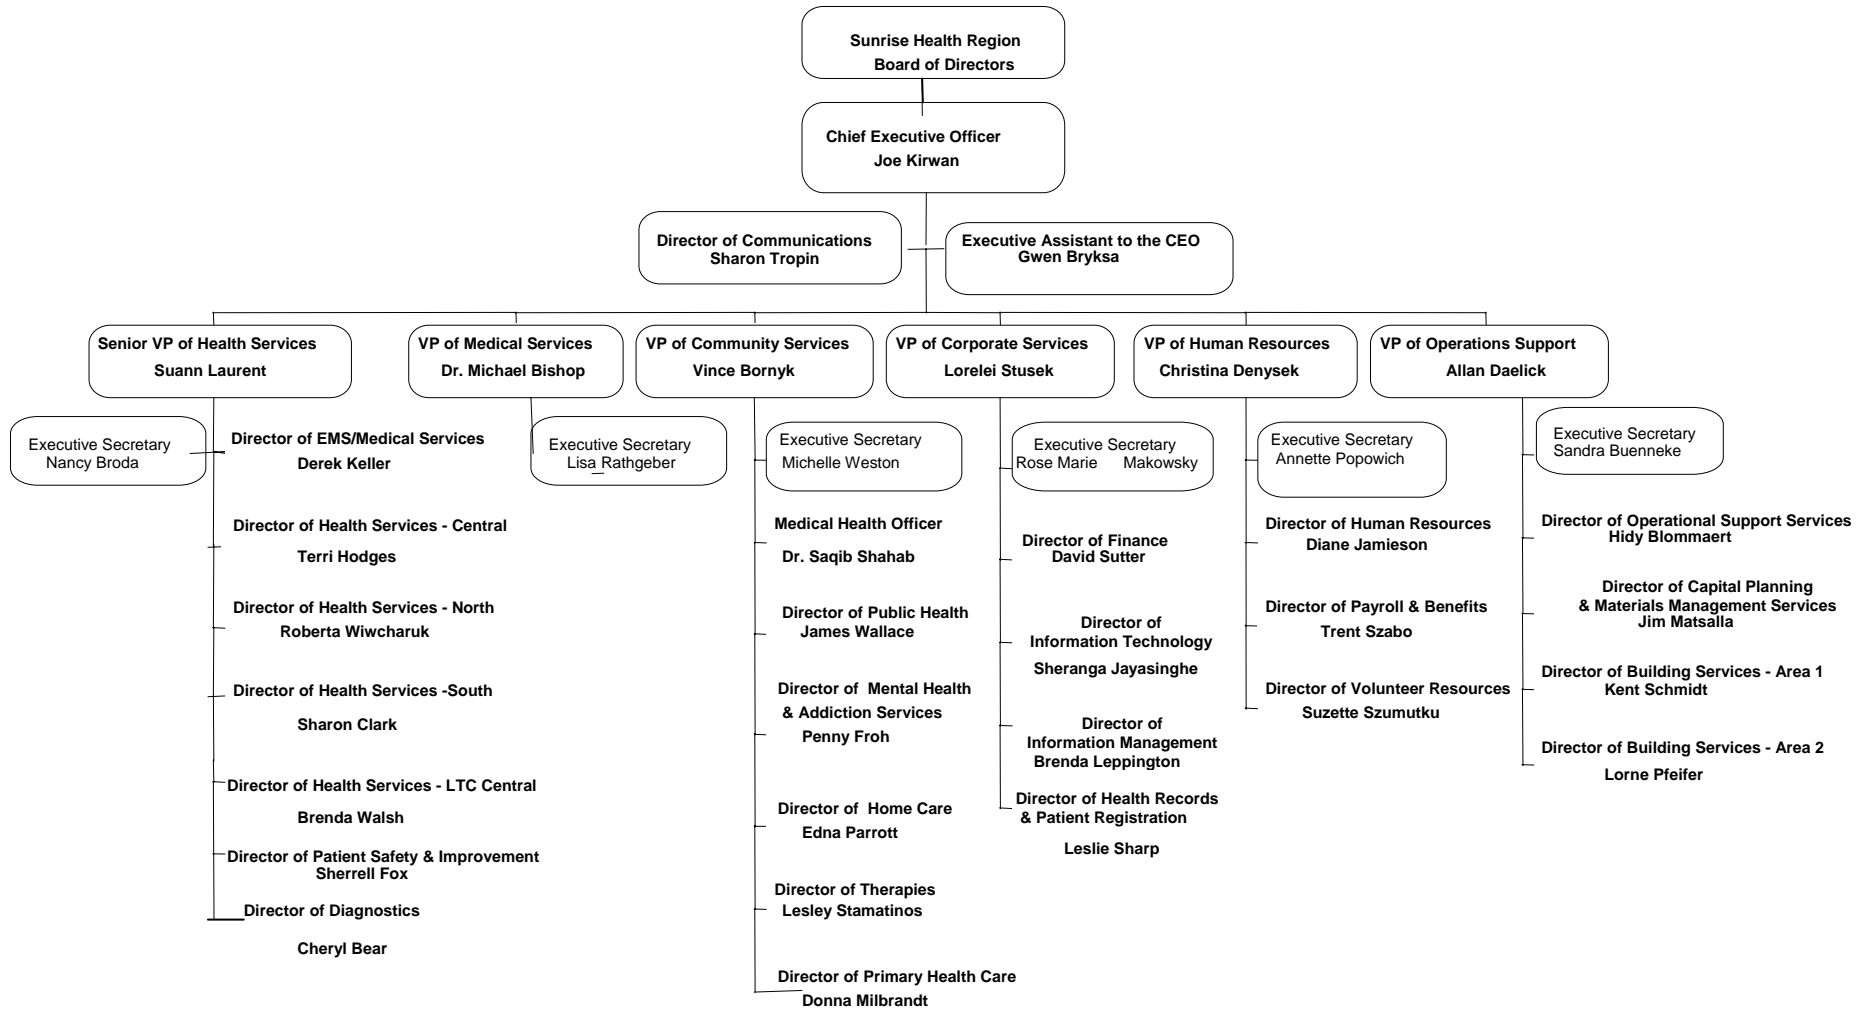 Sunrise Health Region
Board of Directors
Chief Executive Officer
Joe Kirwan
Director of Communications
Sharon Tropin
Executive Assistant to the CEO
Gwen Bryksa
Senior VP of Health Services
Suann Laurent
VP of Medical Services
Dr. Michael Bishop
VP of Community Services
Vince Bornyk
VP of Corporate Services
Lorelei Stusek
VP of Human Resources
Christina Denysek
VP of Operations Support
Allan Daelick
Executive Secretary
Nancy Broda
Director of EMS/Medical Services
Derek Keller
Director of Health Services - Central
Terri Hodges
Director of Health Services - North
Roberta Wiwcharuk
Director of Health Services -South
Sharon Clark
Director of Health Services - LTC Central
Brenda Walsh
Director of Patient Safety & Improvement
Sherrell Fox
Director of Diagnostics
Cheryl Bear
Executive Secretary
Lisa Rathgeber
Executive Secretary
Michelle Weston
Medical Health Officer
Dr. Saqib Shahab
Director of Public Health
James Wallace
Director of  Mental Health
& Addiction Services
Penny Froh
Director of  Home Care
Edna Parrott
Director of Therapies
Lesley Stamatinos
Director of Primary Health Care
Donna Milbrandt
Executive Secretary
Rose Marie Makowsky
Director of Finance
David Sutter
Director of
Information Technology
Sheranga Jayasinghe
Director of
Information Management
Brenda Leppington
Director of Health Records
& Patient Registration
Leslie Sharp
Executive Secretary
Annette Popowich
Director of Human Resources
Diane Jamieson
Director of Payroll & Benefits
Trent Szabo
Director of Volunteer Resources
Suzette Szumutku
Executive Secretary
Sandra Buenneke
Director of Operational Support Services
Hidy Blommaert
Director of Capital Planning
& Materials Management Services
Jim Matsalla
Director of Building Services - Area 1
Kent Schmidt
Director of Building Services - Area 2
Lorne Pfeifer